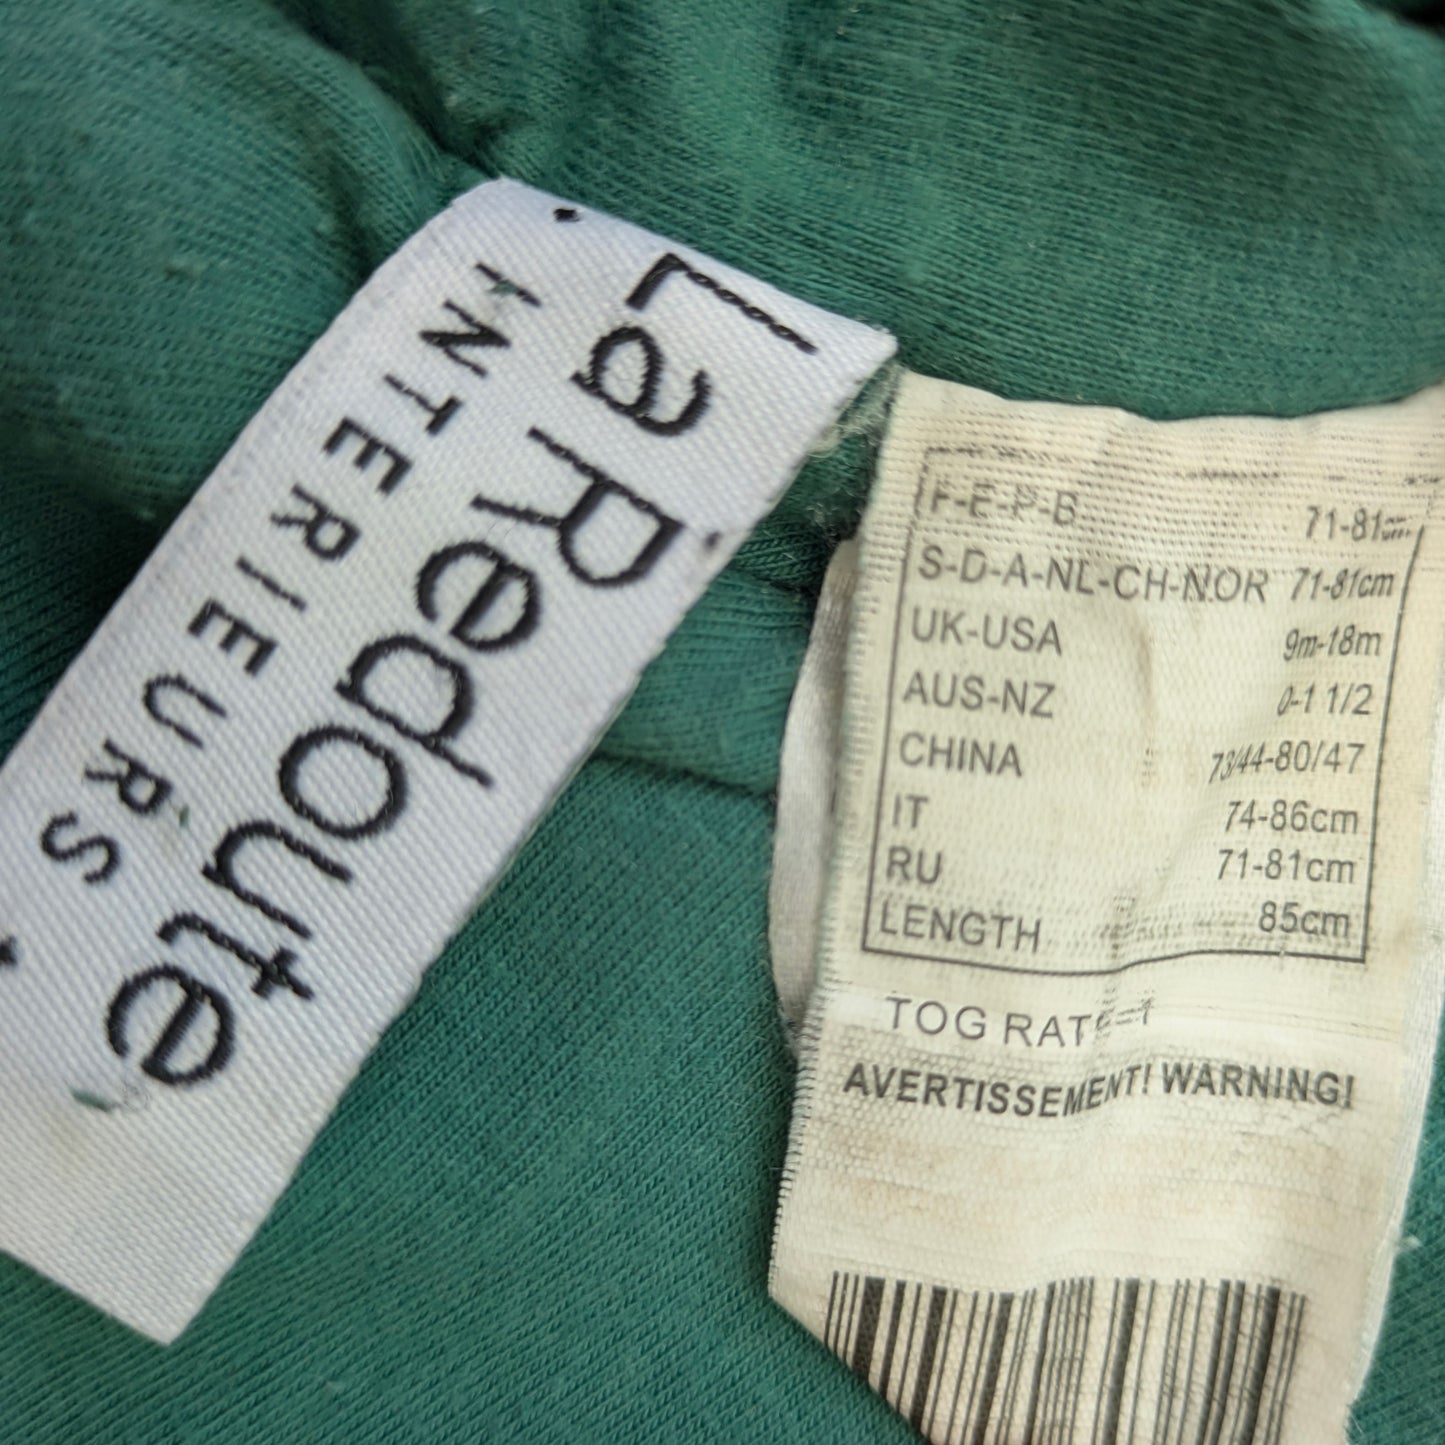 La Redoute
INTERIEURS
F-E-P-B 71-81cm
S-D-A-NL-CH-NOR 71-81cm
UK-USA 9m-18m
AUS-NZ 0-1 1/2
CHINA 73/44-80/47
IT 74-86cm
RU 71-81cm
LENGTH 85cm
TOG RATE=1
AVERTISSEMENT! WARNING!